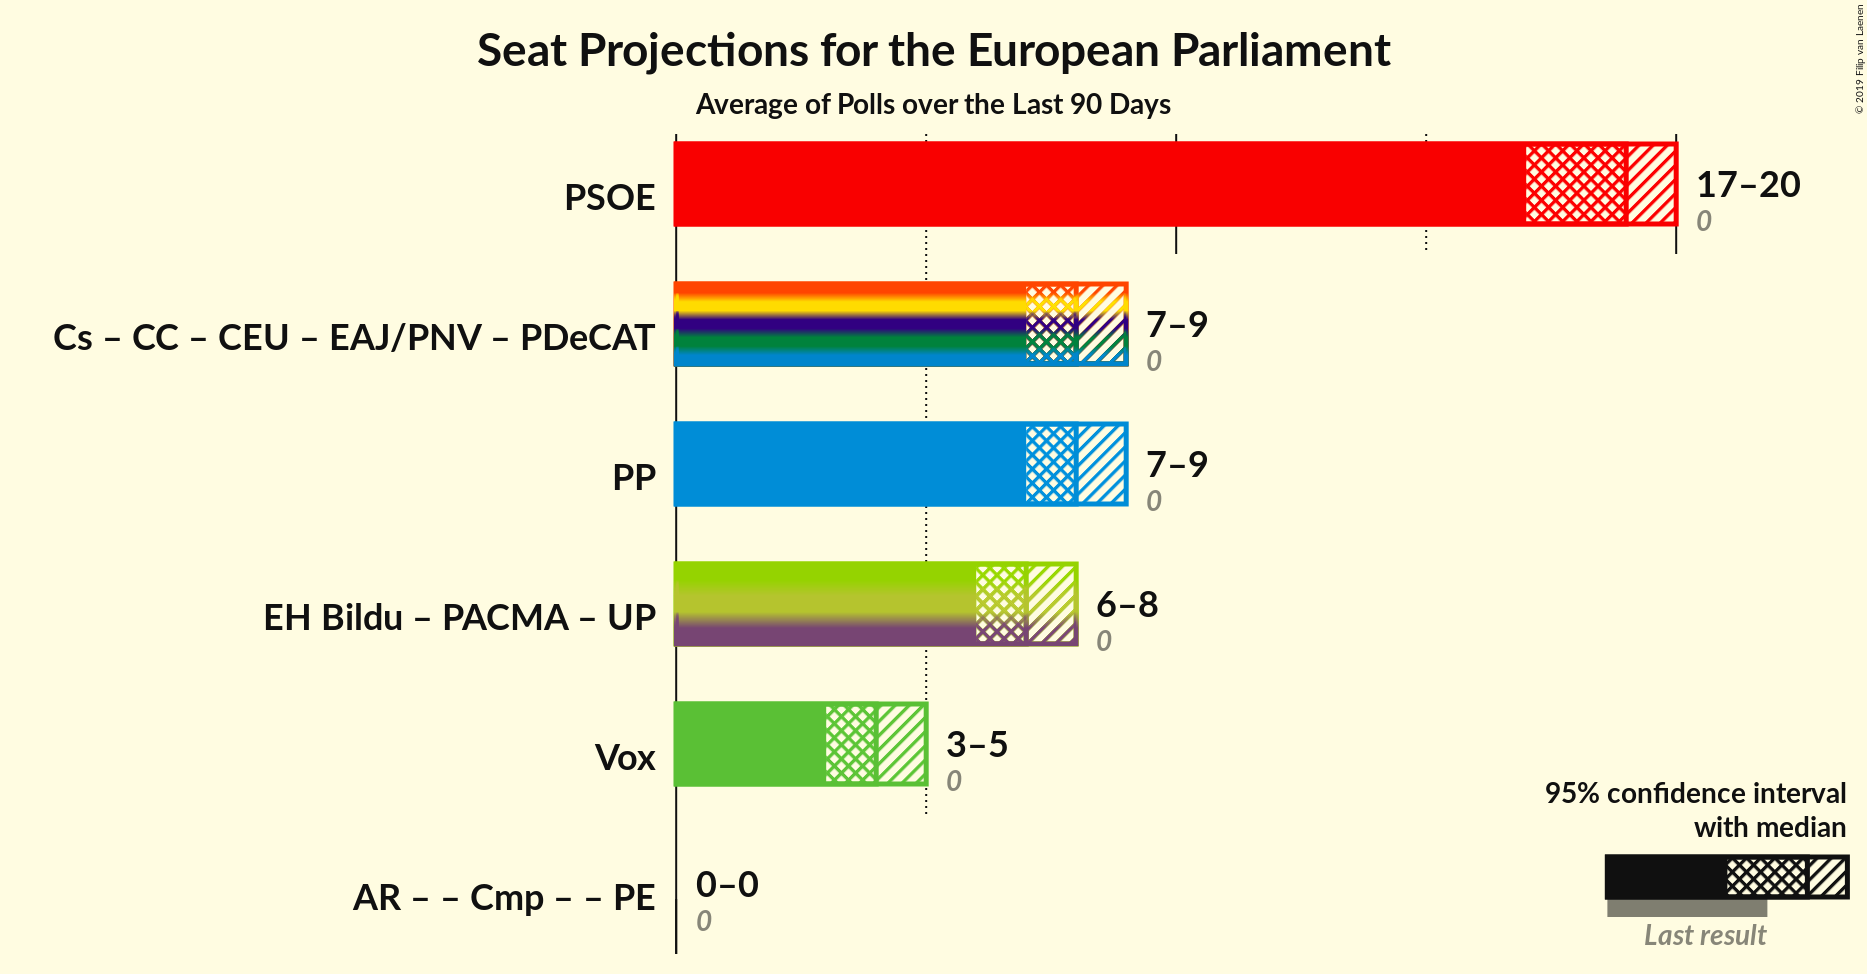 Seat Projections for the European Parliament
Average of Polls over the Last 90 Days
© 2019 Filip van Laenen
PSOE
17–20
0
Cs – CC – CEU – EAJ/PNV – PDeCAT
7–9
0
PP
7–9
0
EH Bildu – PACMA – UP
6–8
0
Vox
3–5
0
AR – – Cmp – – PE
0–0
0
95% confidence interval
with median
Last result